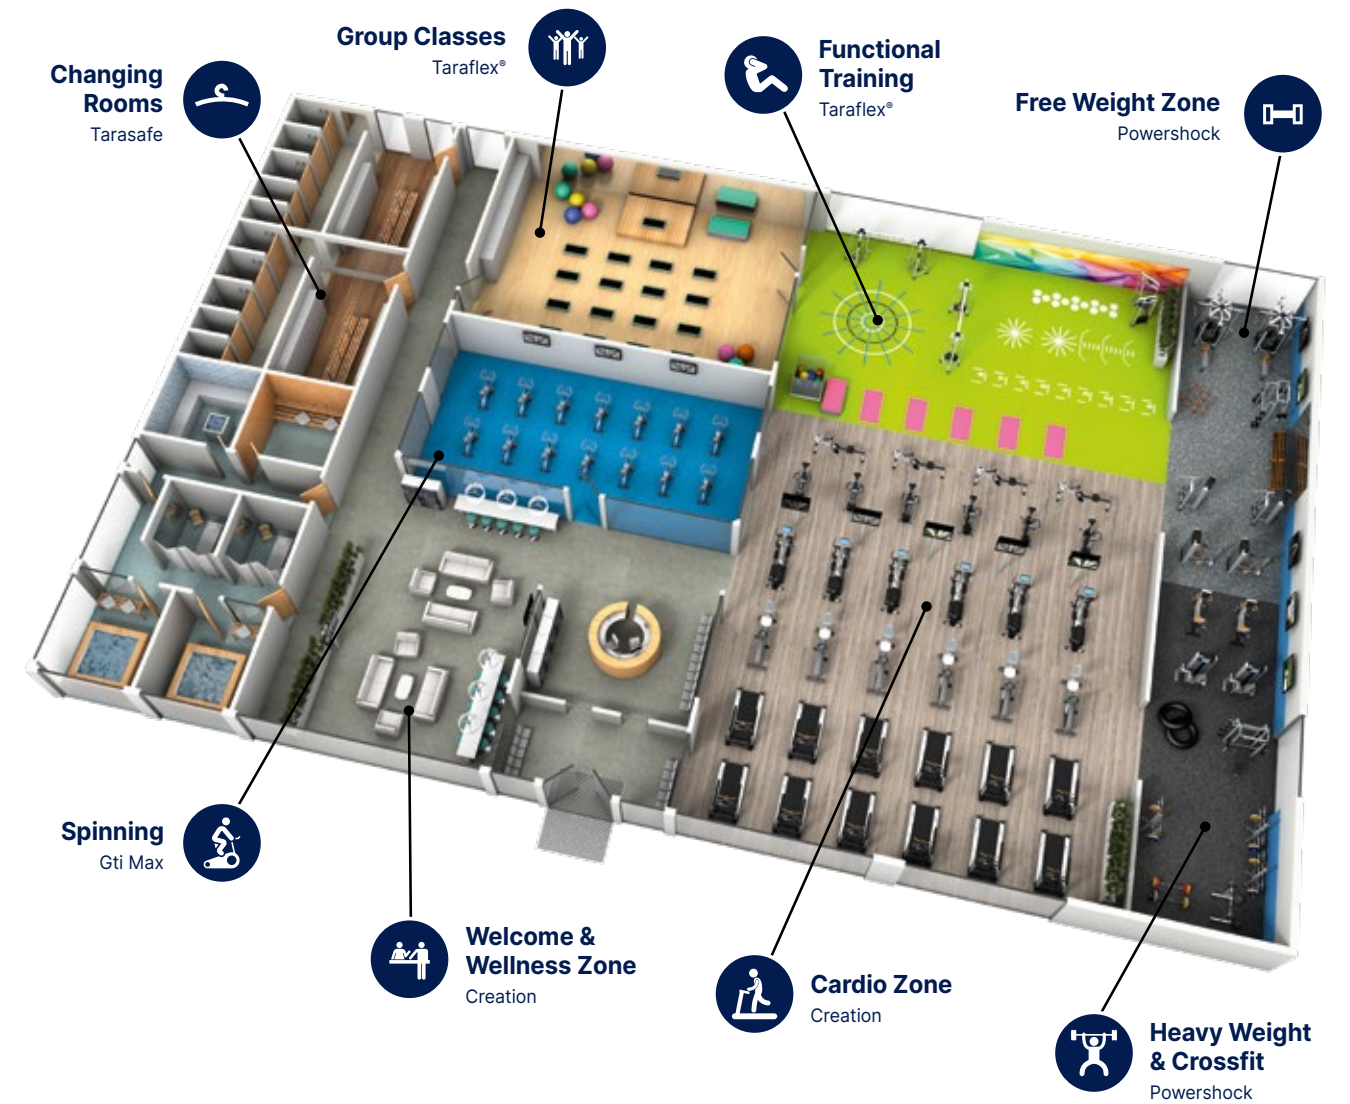 Group Classes
Taraflex®
Functional
Training
Taraflex®
Changing
Rooms
Tarasafe
Free Weight Zone
Powershock
Spinning
Gti Max
Welcome &
Wellness Zone
Creation
Cardio Zone
Creation
Heavy Weight
& Crossfit
Powershock